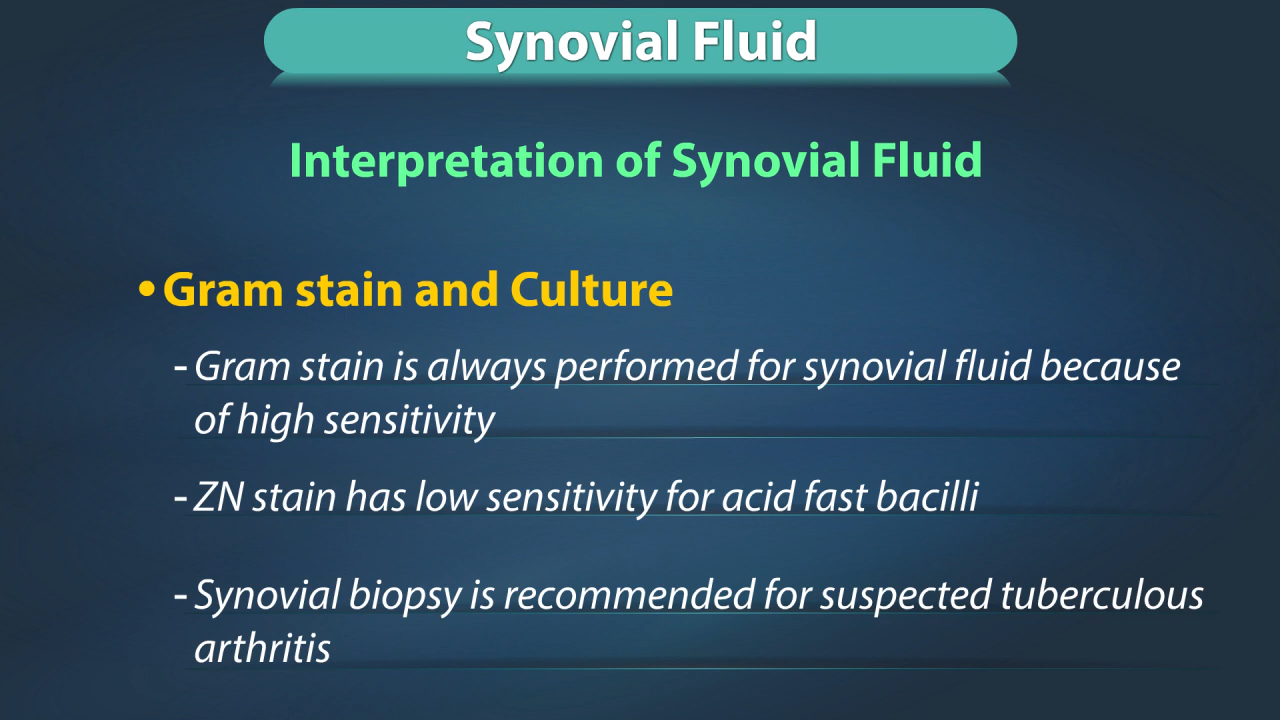 Synovial Fluid
Interpretation of Synovial Fluid
• Gram stain and Culture
- Gram stain is always performed for synovial fluid because
of high sensitivity
- ZN stain has low sensitivity for acid fast bacilli
- Synovial biopsy is recommended for suspected tuberculous
arthritis